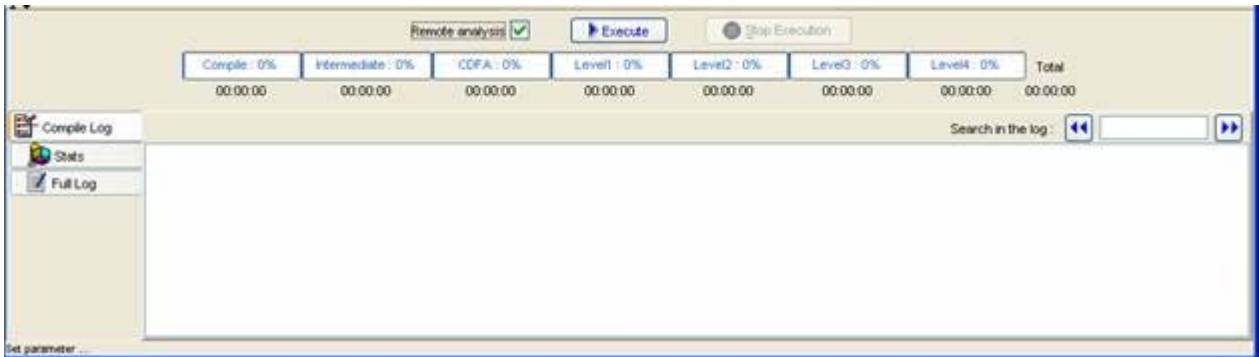 Remote analysis Execute Stop Execution
Compile : 0% Intermediate : 0% CDFA : 0% Level1 : 0% Level2 : 0% Level3 : 0% Level4 : 0% Total
00:00:00 00:00:00 00:00:00 00:00:00 00:00:00 00:00:00 00:00:00 00:00:00
Compile Log Search in the log :
Stats
Full Log
Set parameter ...